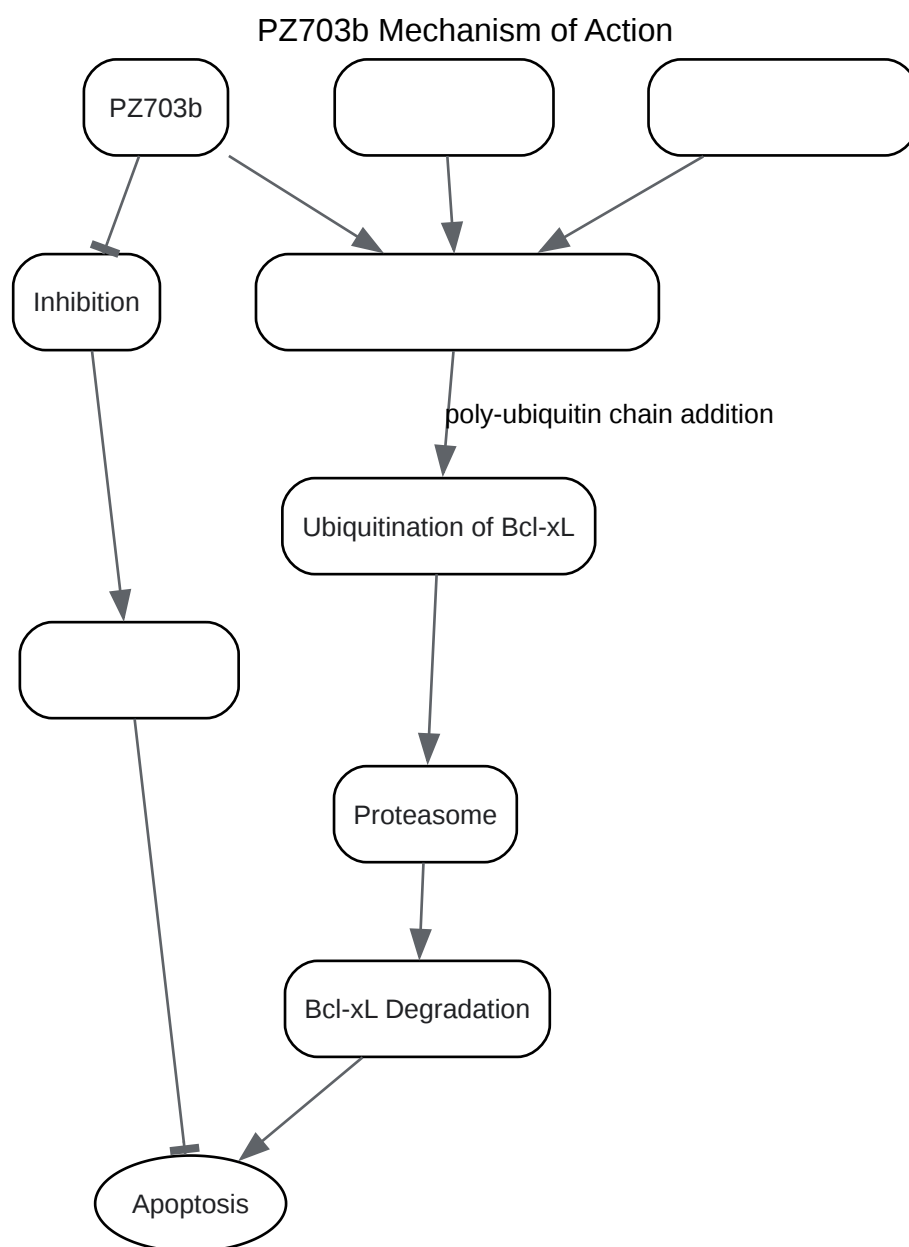 PZ703b Mechanism of Action
PZ703b
Inhibition
poly-ubiquitin chain addition
Ubiquitination of Bcl-xL
Proteasome
Bcl-xL Degradation
Apoptosis